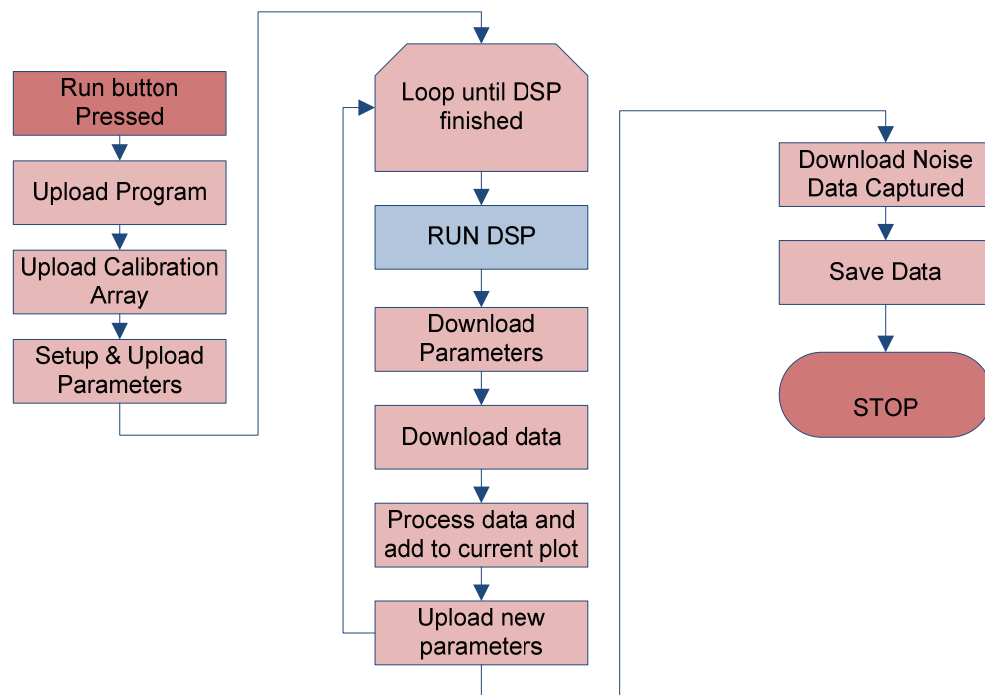 Run button
Pressed
Upload Program
Upload Calibration
Array
Setup & Upload
Parameters
Loop until DSP
finished
RUN DSP
Download
Parameters
Download data
Process data and
add to current plot
Upload new
parameters
Download Noise
Data Captured
Save Data
STOP